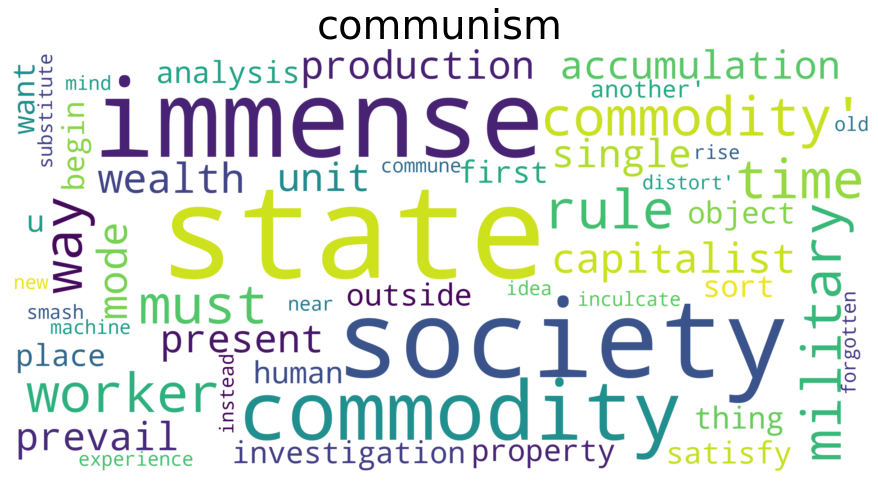 communism
substitute
want
mind
analysis
production
accumulation
another'
immense
commodity'
old
begin
wealth
unit
commune
first
single
rise
distort'
time
u
way
mode
state
rule
object
military
capitalist
new
must
near
outside
idea
inculcate
sort
smash
machine
present
society
forgotten
place
human
instead
worker
commodity
thing
prevail
experience
investigation
property
satisfy